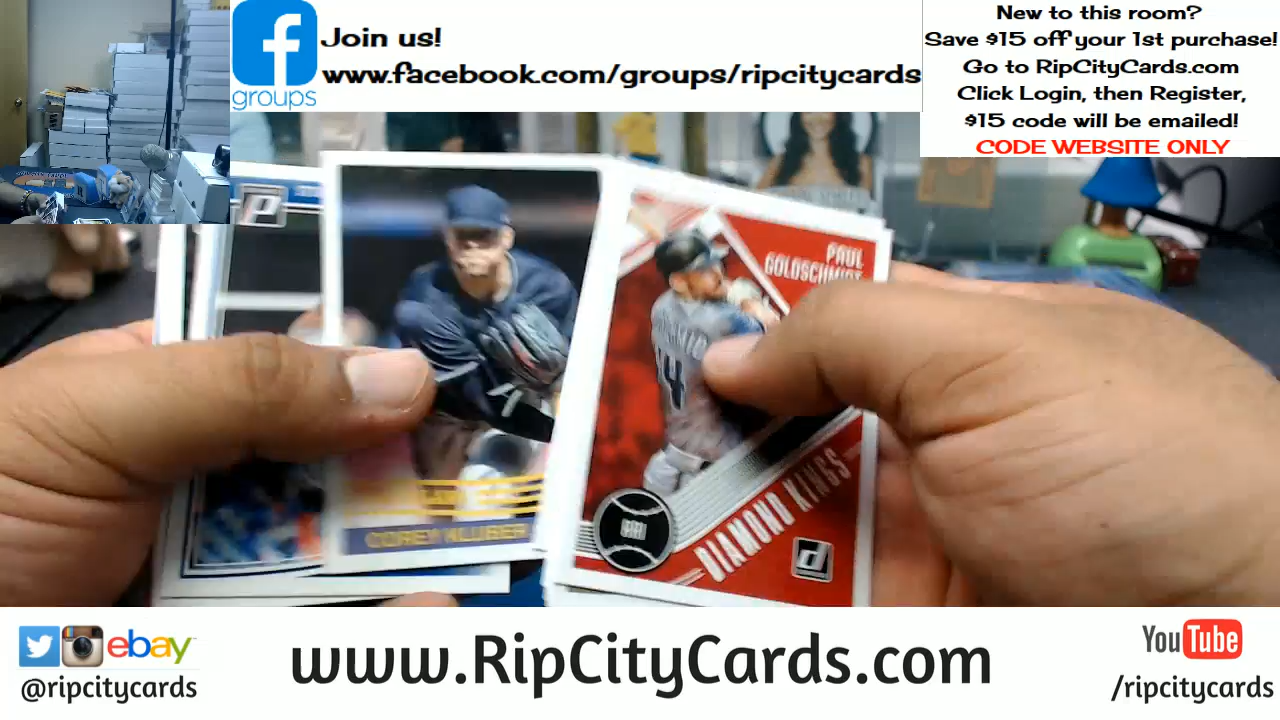 f
groups
Join us!
www.facebook.com/groups/ripcitycards
New to this room?
Save $15 off your 1st purchase!
Go to RipCityCards.com
Click Login, then Register,
$15 code will be emailed!
CODE WEBSITE ONLY
P
COREY KLUBER
PAUL
GOLDSCHMIDT
44
DIAMOND KINGS
d
ebay
@ripcitycards
www.RipCityCards.com
YouTube
/ripcitycards